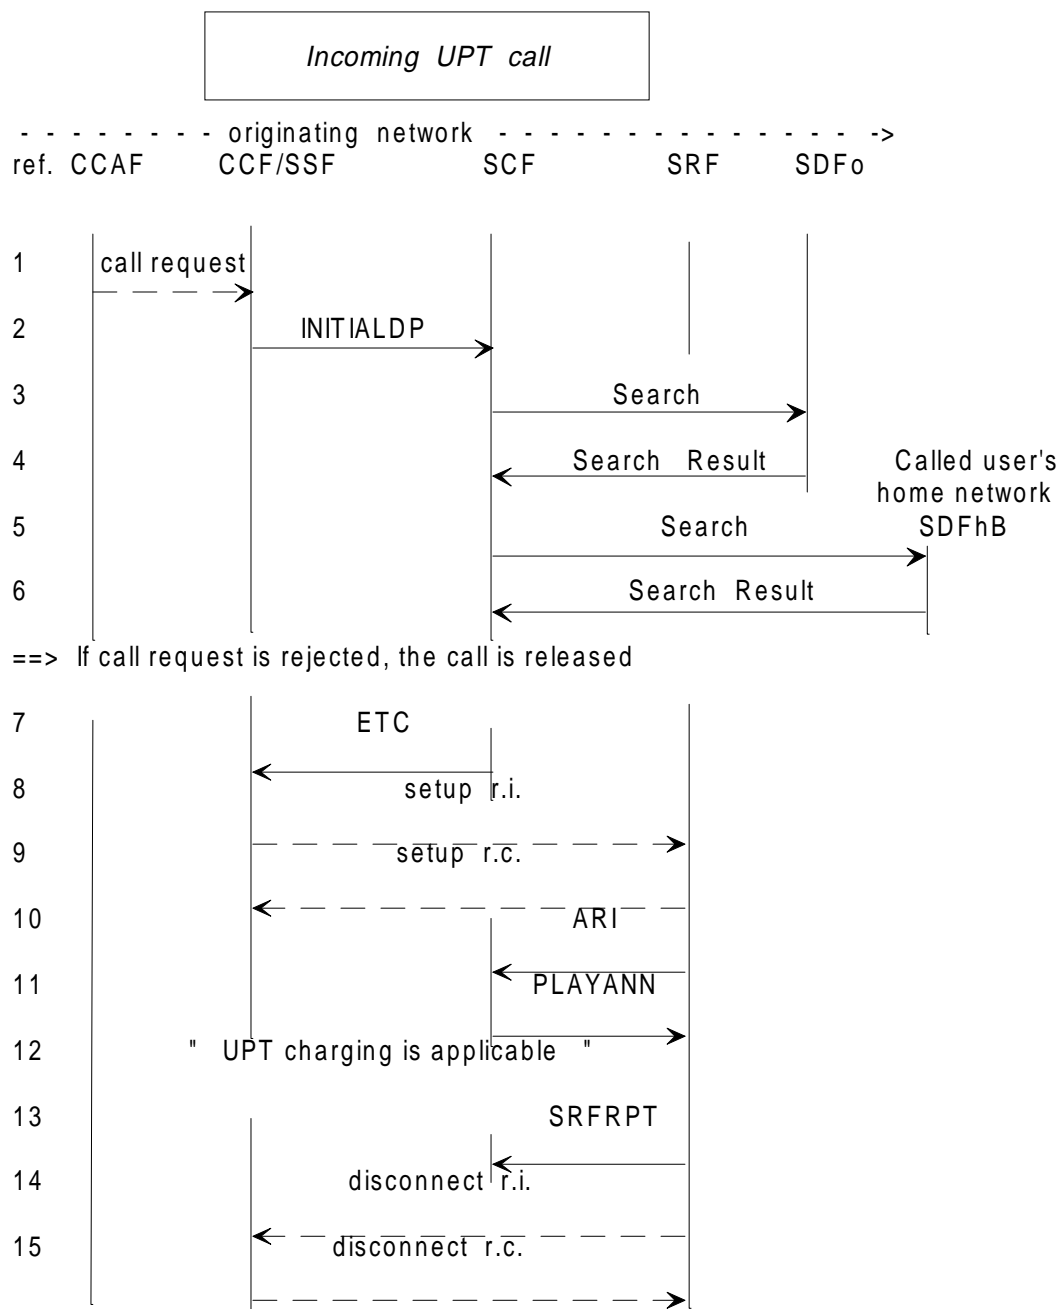 Incoming UPT call
- - - - - - - - originating network - - - - - - - - - - - - - - - ->
ref. CCAF CCF/SSF SCF SRF SDFo
1 call request
2 INITIALDP
3 Search
4 Search Result Called user's
home network
5 Search SDFhB
6 Search Result
==> If call request is rejected, the call is released
7 ETC
8 setup r.i.
9 setup r.c.
10 ARI
11 PLAYANN
12 " UPT charging is applicable "
13 SRFRPT
14 disconnect r.i.
15 disconnect r.c.